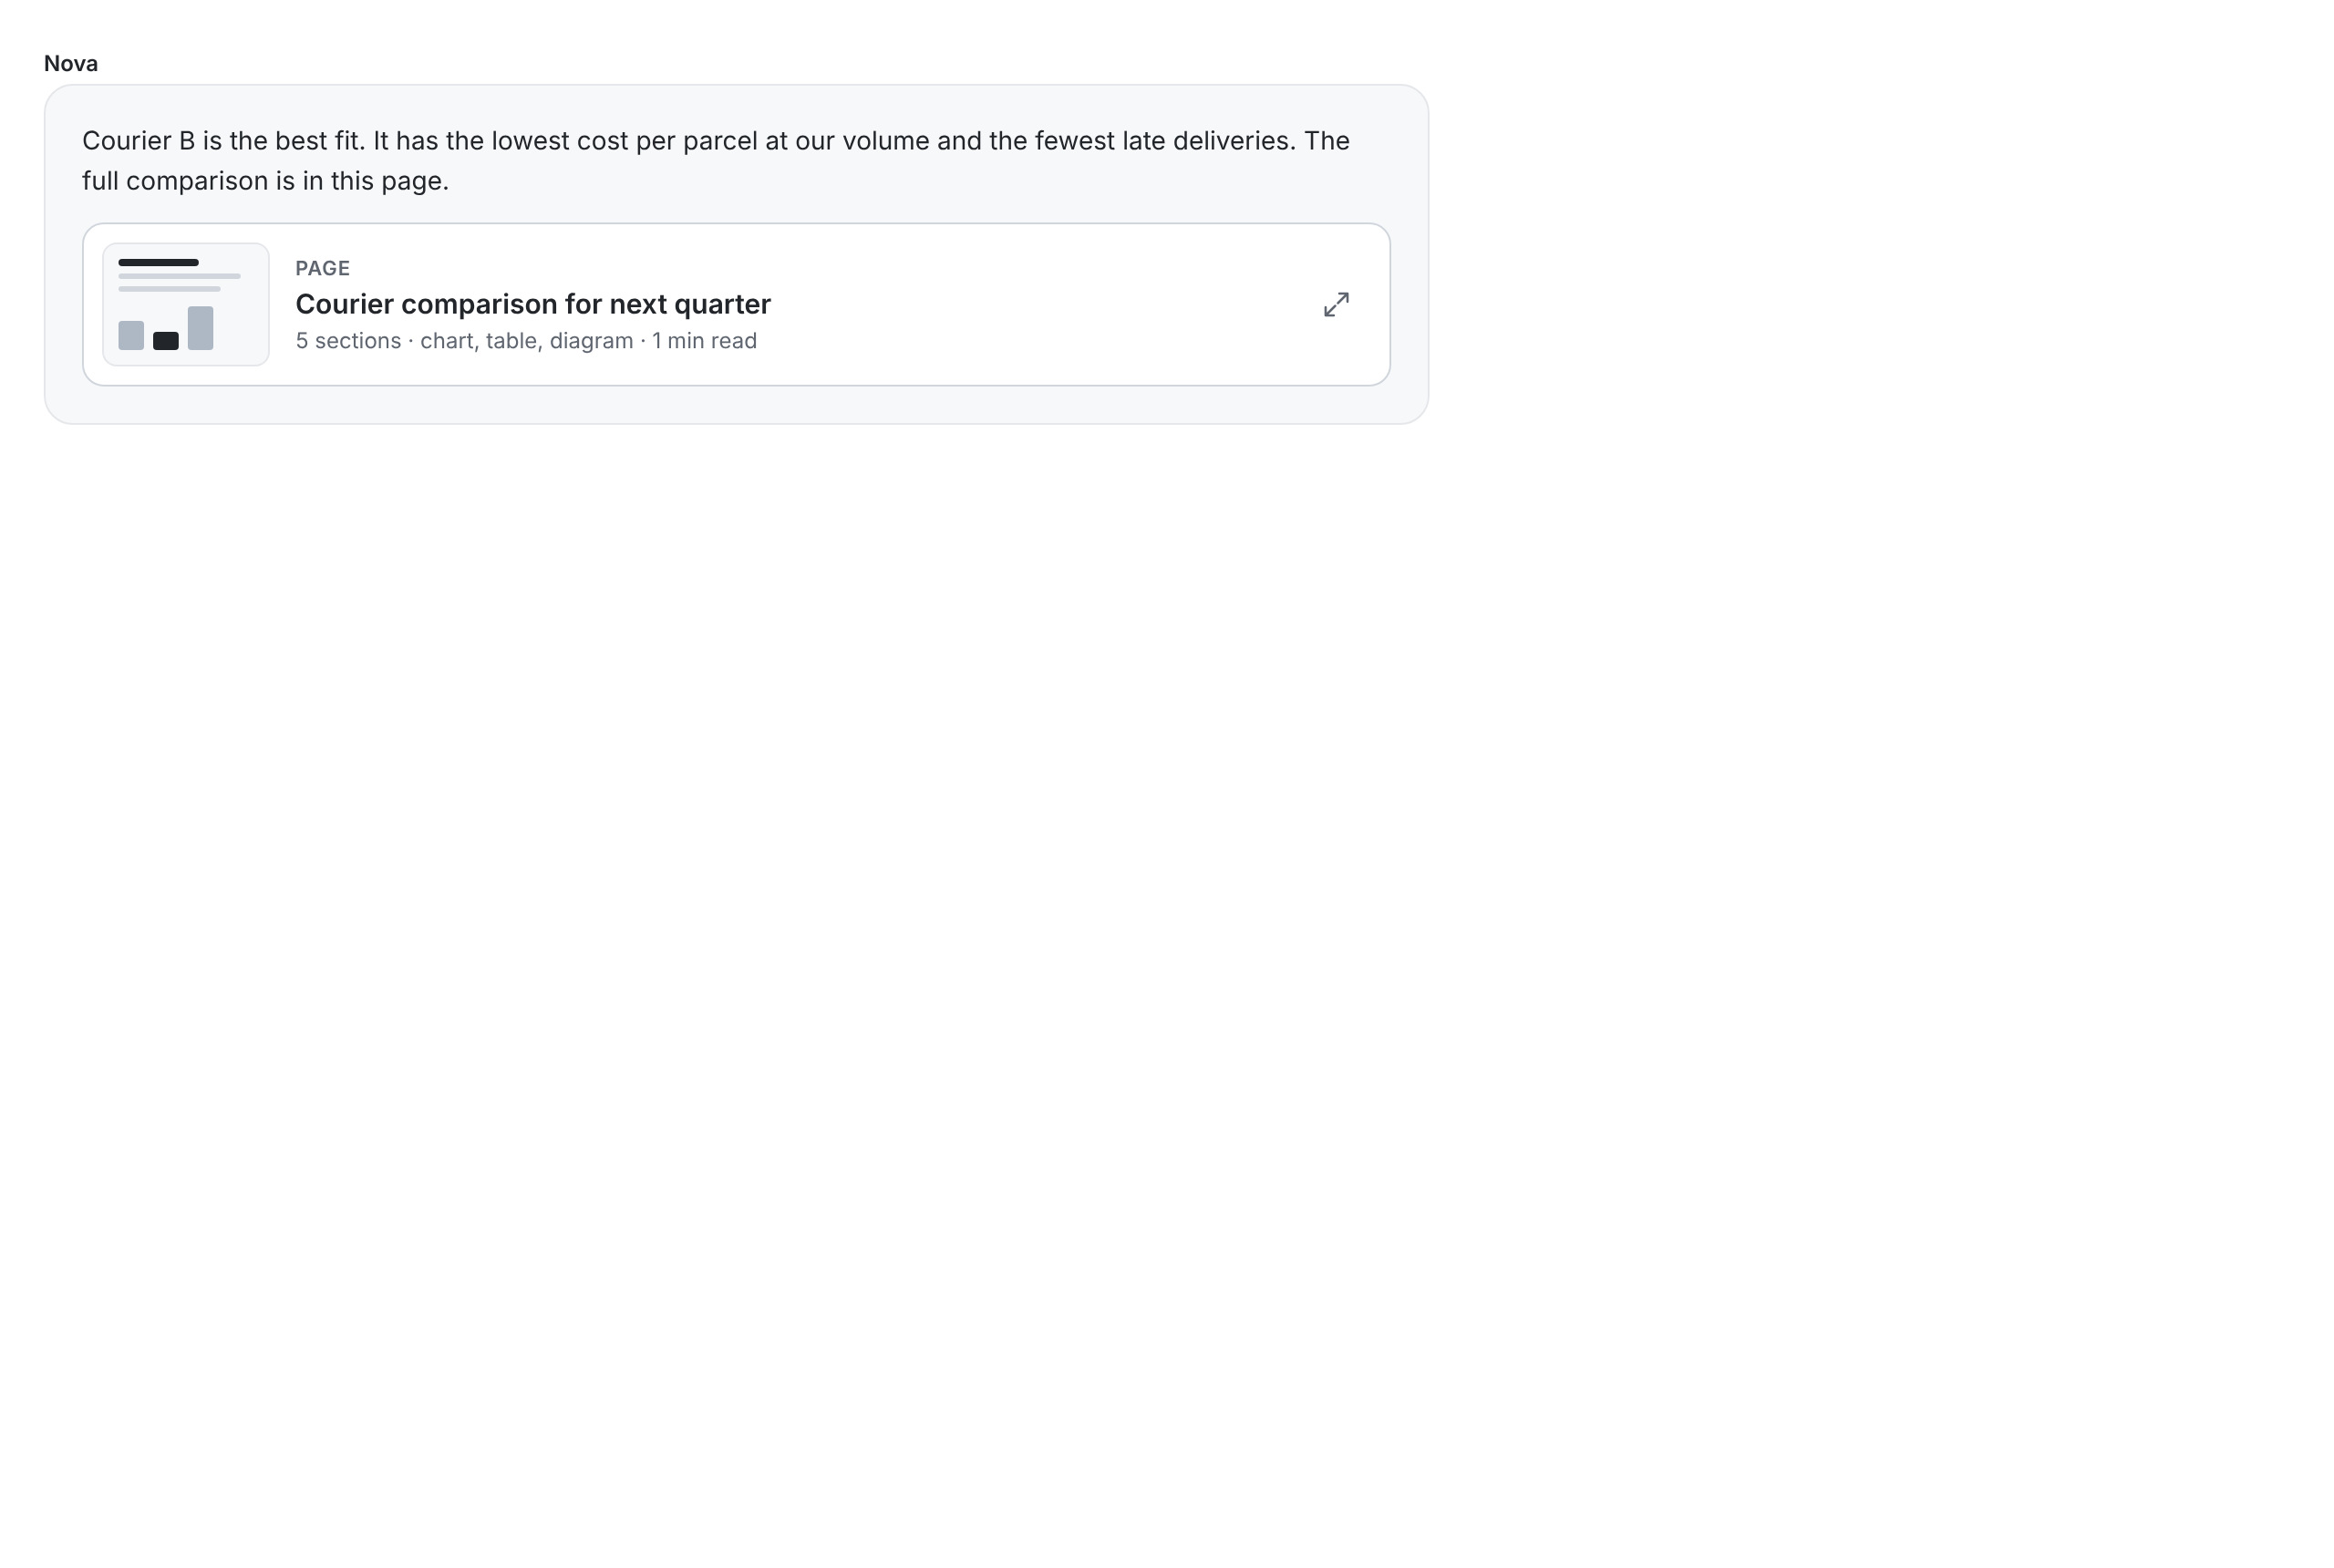 Nova
Courier B is the best fit. It has the lowest cost per parcel at our volume and the fewest late deliveries. The
full comparison is in this page.
PAGE
Courier comparison for next quarter
5 sections · chart, table, diagram · 1 min read